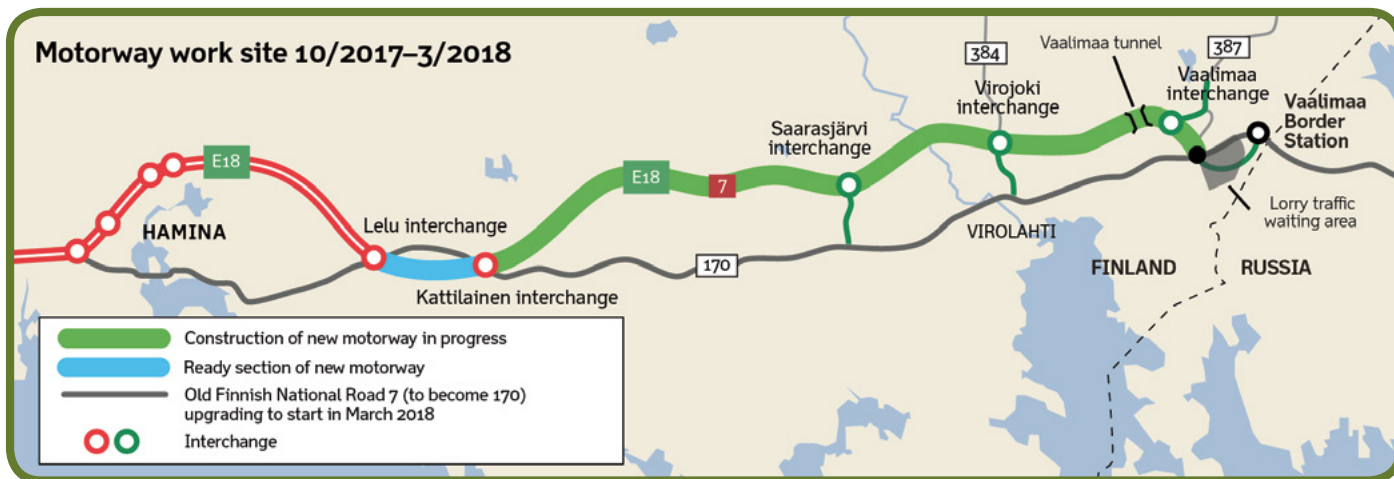 Motorway work site 10/2017–3/2018
384
Vaalimaa tunnel
387
Virojoki
interchange
Vaalimaa
interchange
Vaalimaa
Border
Station
Saarasjärvi
interchange
E18
E18
7
Lorry traffic
waiting area
HAMINA
Lelu interchange
VIROLAHTI
170
FINLAND
RUSSIA
Kattilainen interchange
Construction of new motorway in progress
Ready section of new motorway
Old Finnish National Road 7 (to become 170)
upgrading to start in March 2018
Interchange